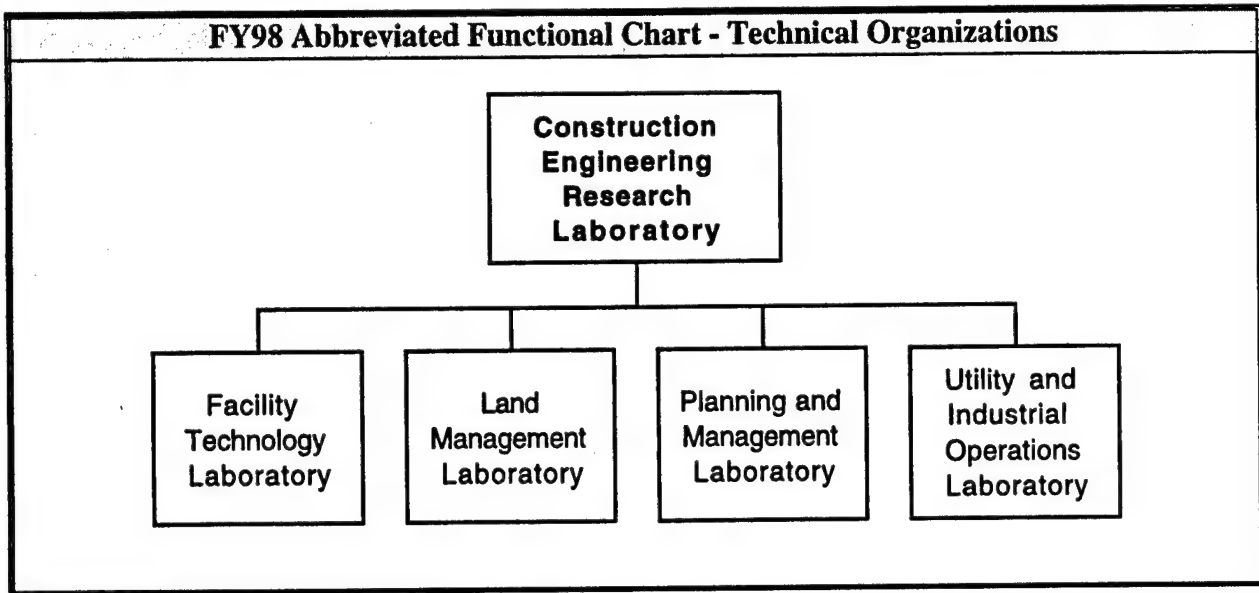 FY98 Abbreviated Functional Chart - Technical Organizations
Construction
Engineering
Research
Laboratory
Facility
Technology
Laboratory
Land
Management
Laboratory
Planning and
Management
Laboratory
Utility and
Industrial
Operations
Laboratory